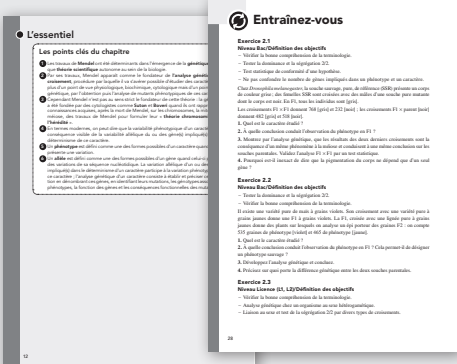 L'essentiel
Les points clés du chapitre
1 Les travaux de Mendel ont été déterminants dans l'émergence de la génétique
que théorie scientifique autonome au sein de la biologie.
2 Par ses travaux, Mendel apparaît comme le fondateur de l'analyse génétique
croisement, procédure par laquelle il va s'avérer possible d'étudier des caractères
plus d'un point de vue physiologique, biochimique, cytologique mais d'un point
génétique, par l'obtention puis l'analyse de mutants phénotypiques de ces
3 Cependant Mendel n'est pas au sens strict le fondateur de cette théorie : la
a été fondée par des cytologistes comme Sutton et Boveri quand ils ont
connaissances acquises, après la mort de Mendel, sur les chromosomes, la
méiose, des travaux de Mendel pour formuler leur « théorie chromosomique
l'hérédité ».
4 En termes modernes, on peut dire que la variabilité phénotypique d'un
conséquence visible de la variabilité allélique du ou des gène(s) impliqué(s)
déterminisme de ce caractère.
5 Un phénotype est défini comme une des formes possibles d'un caractère quand
présente une variation.
6 Un allèle est défini comme une des formes possibles d'un gène quand celui-ci
des variations de sa séquence nucléotidique. La variation allélique d'un ou des
impliqué(s) dans le déterminisme d'un caractère participe à la variation
ce caractère ; l'analyse génétique d'un caractère consiste à établir et préciser
tion en dénombrant ces gènes, en identifiant leurs mutations, les génotypes
phénotypes, la fonction des gènes et les conséquences fonctionnelles des
12
Entraînez-vous
Exercice 2.1
Niveau Bac/Définition des objectifs
– Vérifier la bonne compréhension de la terminologie.
– Tester la dominance et la ségrégation 2/2.
– Test statistique de conformité d'une hypothèse.
– Ne pas confondre le nombre de gènes impliqués dans un phénotype et un caractère.
Chez Drosophila melanogaster, la souche sauvage, pure, de référence (SSR) présente un corps
de couleur grise ; des femelles SSR sont croisées avec des mâles d'une souche pure mutante
dont le corps est noir. En F1, tous les individus sont [gris].
Les croisements F1 × F1 donnent 768 [gris] et 232 [noir] ; les croisements F1 × parent [noir]
donnent 482 [gris] et 518 [noir].
1. Quel est le caractère étudié ?
2. À quelle conclusion conduit l'observation du phénotype en F1 ?
3. Montrez par l'analyse génétique, que les résultats des deux derniers croisements sont la
conséquence d'un même phénomène à la méiose et conduisent à une même conclusion sur les
souches parentales. Validez l'analyse F1 × F1 par un test statistique.
4. Pourquoi est-il inexact de dire que la pigmentation du corps ne dépend que d'un seul
gène ?
Exercice 2.2
Niveau Bac/Définition des objectifs
– Vérifier la bonne compréhension de la terminologie.
– Tester la dominance et la ségrégation 2/2.
Il existe une variété pure de maïs à grains violets. Son croisement avec une variété pure à
grains jaunes donne une F1 à grains violets. La F1, croisée avec une lignée pure à grains
jaunes donne des plants sur lesquels on analyse un épi porteur des graines F2 : on compte
535 graines de phénotype [violet] et 465 de phénotype [jaune].
1. Quel est le caractère étudié ?
2. À quelle conclusion conduit l'observation du phénotype en F1 ? Cela permet-il de désigner
un phénotype sauvage ?
3. Développez l'analyse génétique et concluez.
4. Précisez sur quoi porte la différence génétique entre les deux souches parentales.
Exercice 2.3
Niveau Licence (L1, L2)/Définition des objectifs
– Vérifier la bonne compréhension de la terminologie.
– Analyse génétique chez un organisme au sexe hétérogamétique.
– Liaison au sexe et test de la ségrégation 2/2 par divers types de croisements.
28